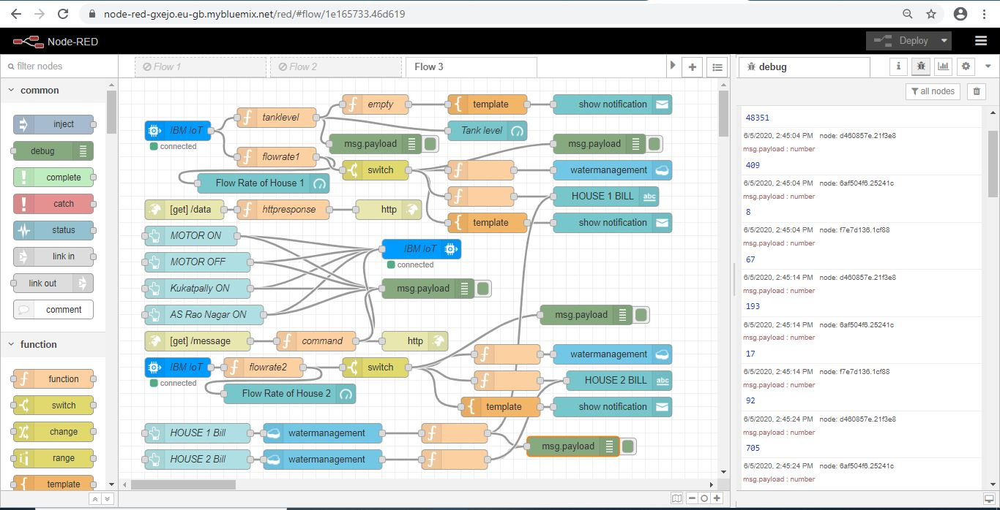 node-red-gxejo.eu-gb.mybluemix.net/red/#flow/1e165733.46d619
Node-RED
Deploy
filter nodes
common
inject
debug
complete
catch
status
link in
link out
comment
function
function
switch
change
range
template
Flow 1
Flow 2
Flow 3
IBM IoT
connected
tanklevel
flowrate1
empty
template
show notification
Tank level
msg.payload
msg.payload
switch
watermanagement
Flow Rate of House 1
HOUSE 1 BILL
abc
[get] /data
httpresponse
http
template
show notification
MOTOR ON
MOTOR OFF
Kukatpally ON
AS Rao Nagar ON
IBM IoT
connected
msg.payload
msg.payload
[get] /message
command
http
IBM IoT
connected
flowrate2
switch
watermanagement
Flow Rate of House 2
HOUSE 2 BILL
abc
template
show notification
HOUSE 1 Bill
watermanagement
HOUSE 2 Bill
watermanagement
msg.payload
debug
i
all nodes
48351
6/5/2020, 2:45:04 PM node: d460857e.21f3e8
msg.payload : number
409
6/5/2020, 2:45:04 PM node: 6af504f6.25241c
msg.payload : number
8
6/5/2020, 2:45:04 PM node: f7e7d136.1cf88
msg.payload : number
67
6/5/2020, 2:45:14 PM node: d460857e.21f3e8
msg.payload : number
193
6/5/2020, 2:45:14 PM node: 6af504f6.25241c
msg.payload : number
17
6/5/2020, 2:45:14 PM node: f7e7d136.1cf88
msg.payload : number
92
6/5/2020, 2:45:24 PM node: d460857e.21f3e8
msg.payload : number
705
6/5/2020, 2:45:24 PM node: 6af504f6.25241c
msg.payload : number